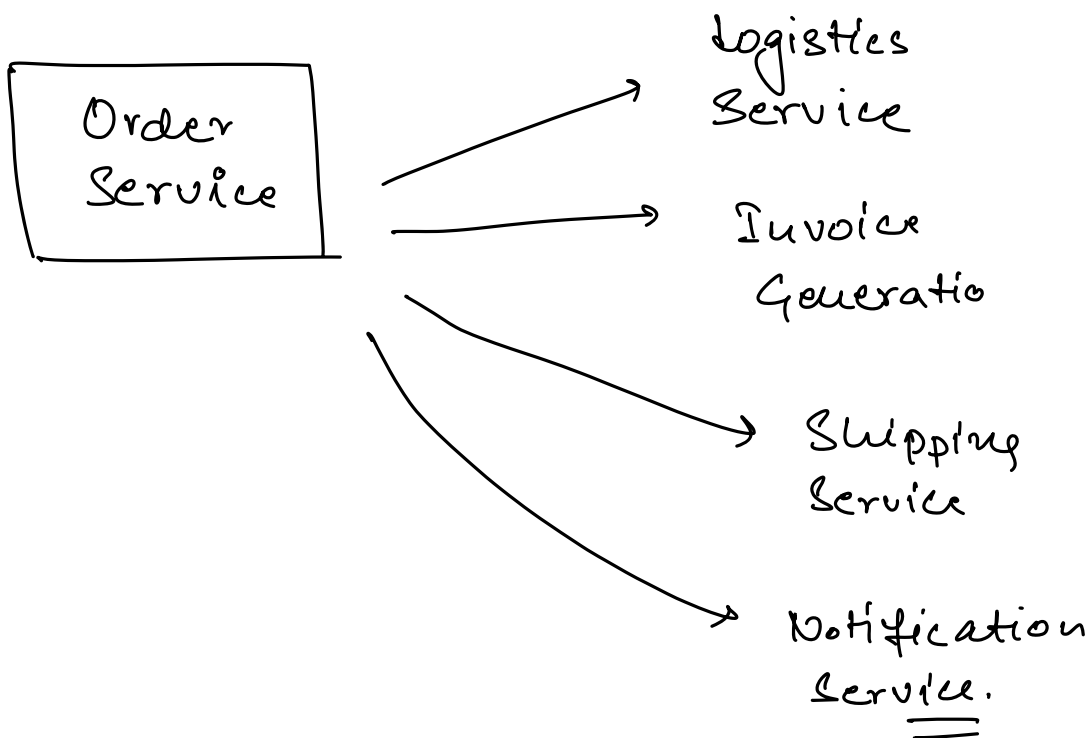 Order
Service
Logistics
Service
Invoice
Generatio
Shipping
Service
Notification
Service.